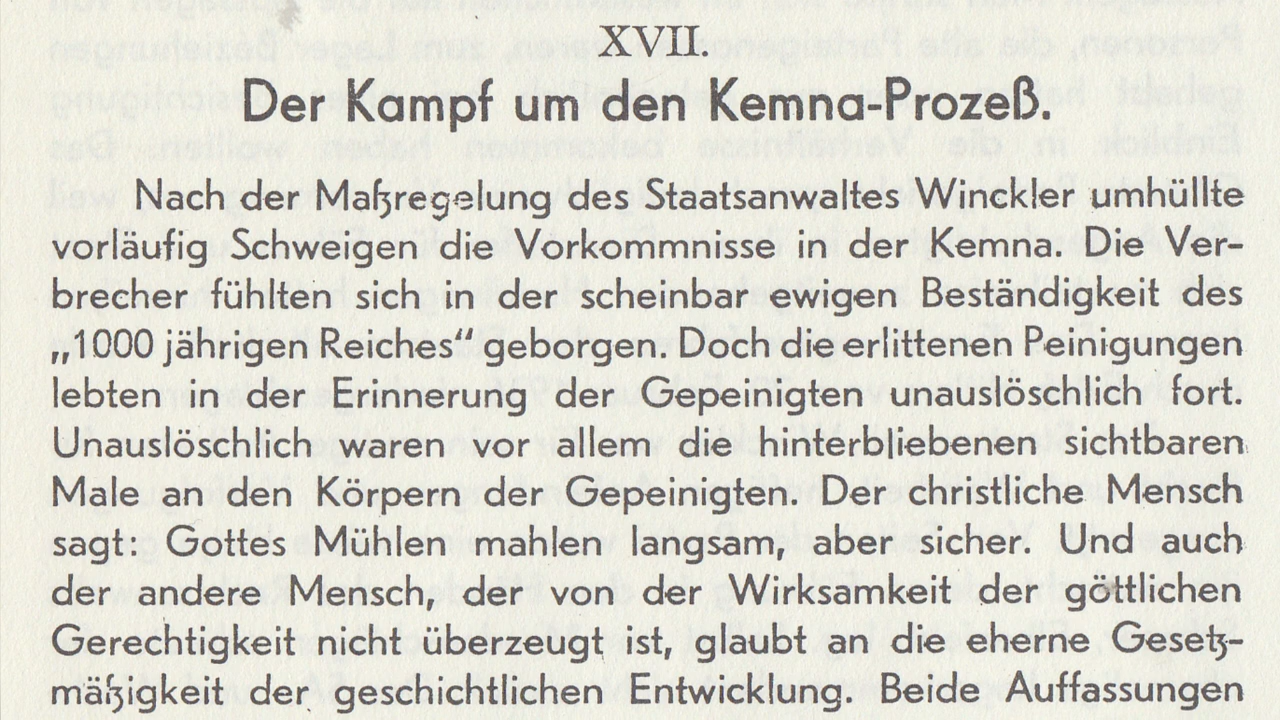 XVII.
Der Kampf um den Kemna-Prozeß.
Nach der Maßregelung des Staatsanwaltes Winckler umhüllte
vorläufig Schweigen die Vorkommnisse in der Kemna. Die Ver-
brecher fühlten sich in der scheinbar ewigen Beständigkeit des
„1000 jährigen Reiches“ geborgen. Doch die erlittenen Peinigungen
lebten in der Erinnerung der Gepeinigten unauslöschlich fort.
Unauslöschlich waren vor allem die hinterbliebenen sichtbaren
Male an den Körpern der Gepeinigten. Der christliche Mensch
sagt: Gottes Mühlen mahlen langsam, aber sicher. Und auch
der andere Mensch, der von der Wirksamkeit der göttlichen
Gerechtigkeit nicht überzeugt ist, glaubt an die eherne Gesetz-
mäßigkeit der geschichtlichen Entwicklung. Beide Auffassungen